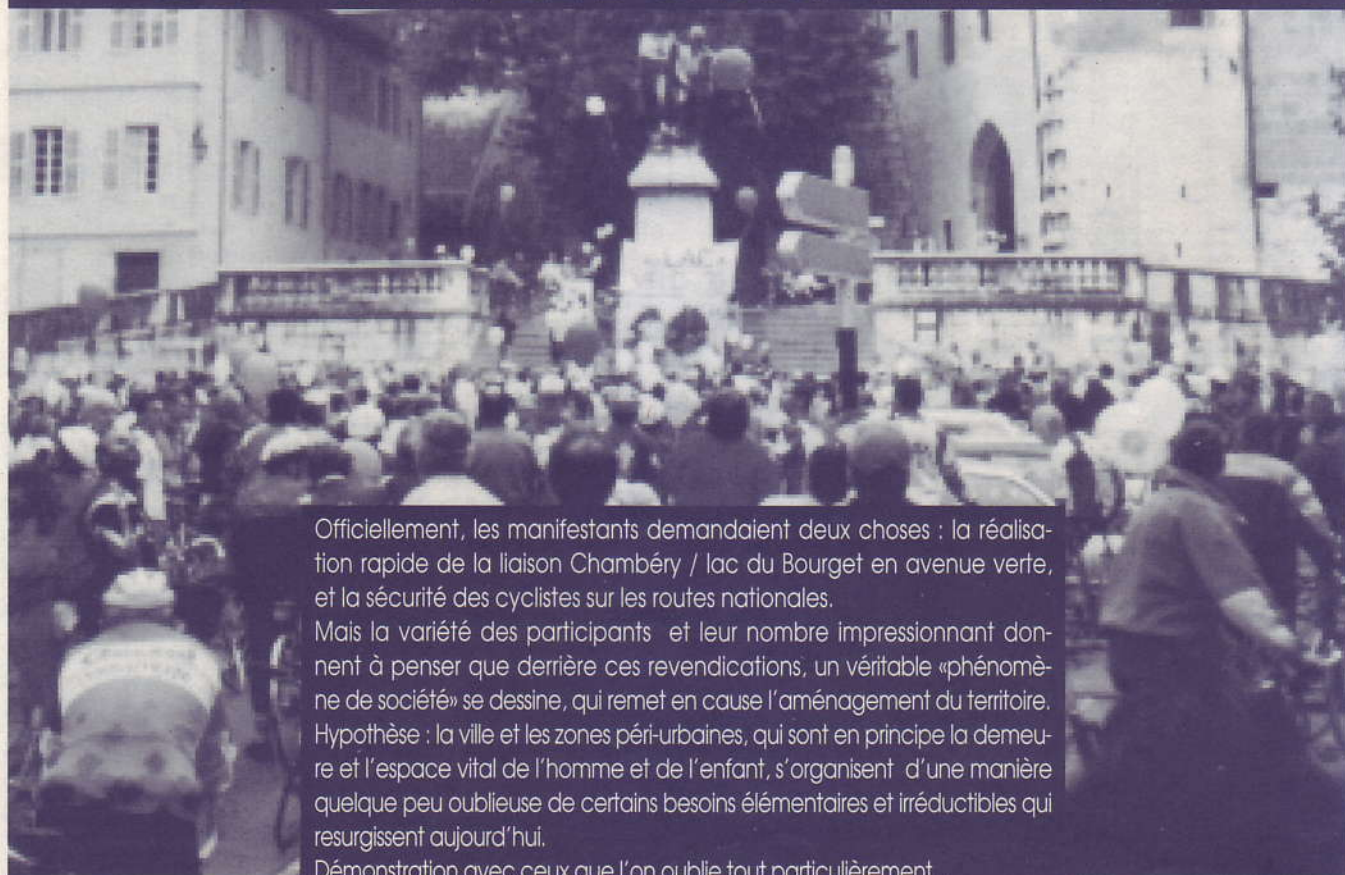 Officiellement, les manifestants demandaient deux choses : la réalisa-
tion rapide de la liaison Chambéry / lac du Bourget en avenue verte,
et la sécurité des cyclistes sur les routes nationales.
Mais la variété des participants et leur nombre impressionnant don-
nent à penser que derrière ces revendications, un véritable «phénomè-
ne de société» se dessine, qui remet en cause l'aménagement du territoire.
Hypothèse : la ville et les zones péri-urbaines, qui sont en principe la demeu-
re et l'espace vital de l'homme et de l'enfant, s'organisent d'une manière
quelque peu oublieuse de certains besoins élémentaires et irréductibles qui
resurgissent aujourd'hui.
Démonstration avec ceux que l'on oublie tout particulièrement